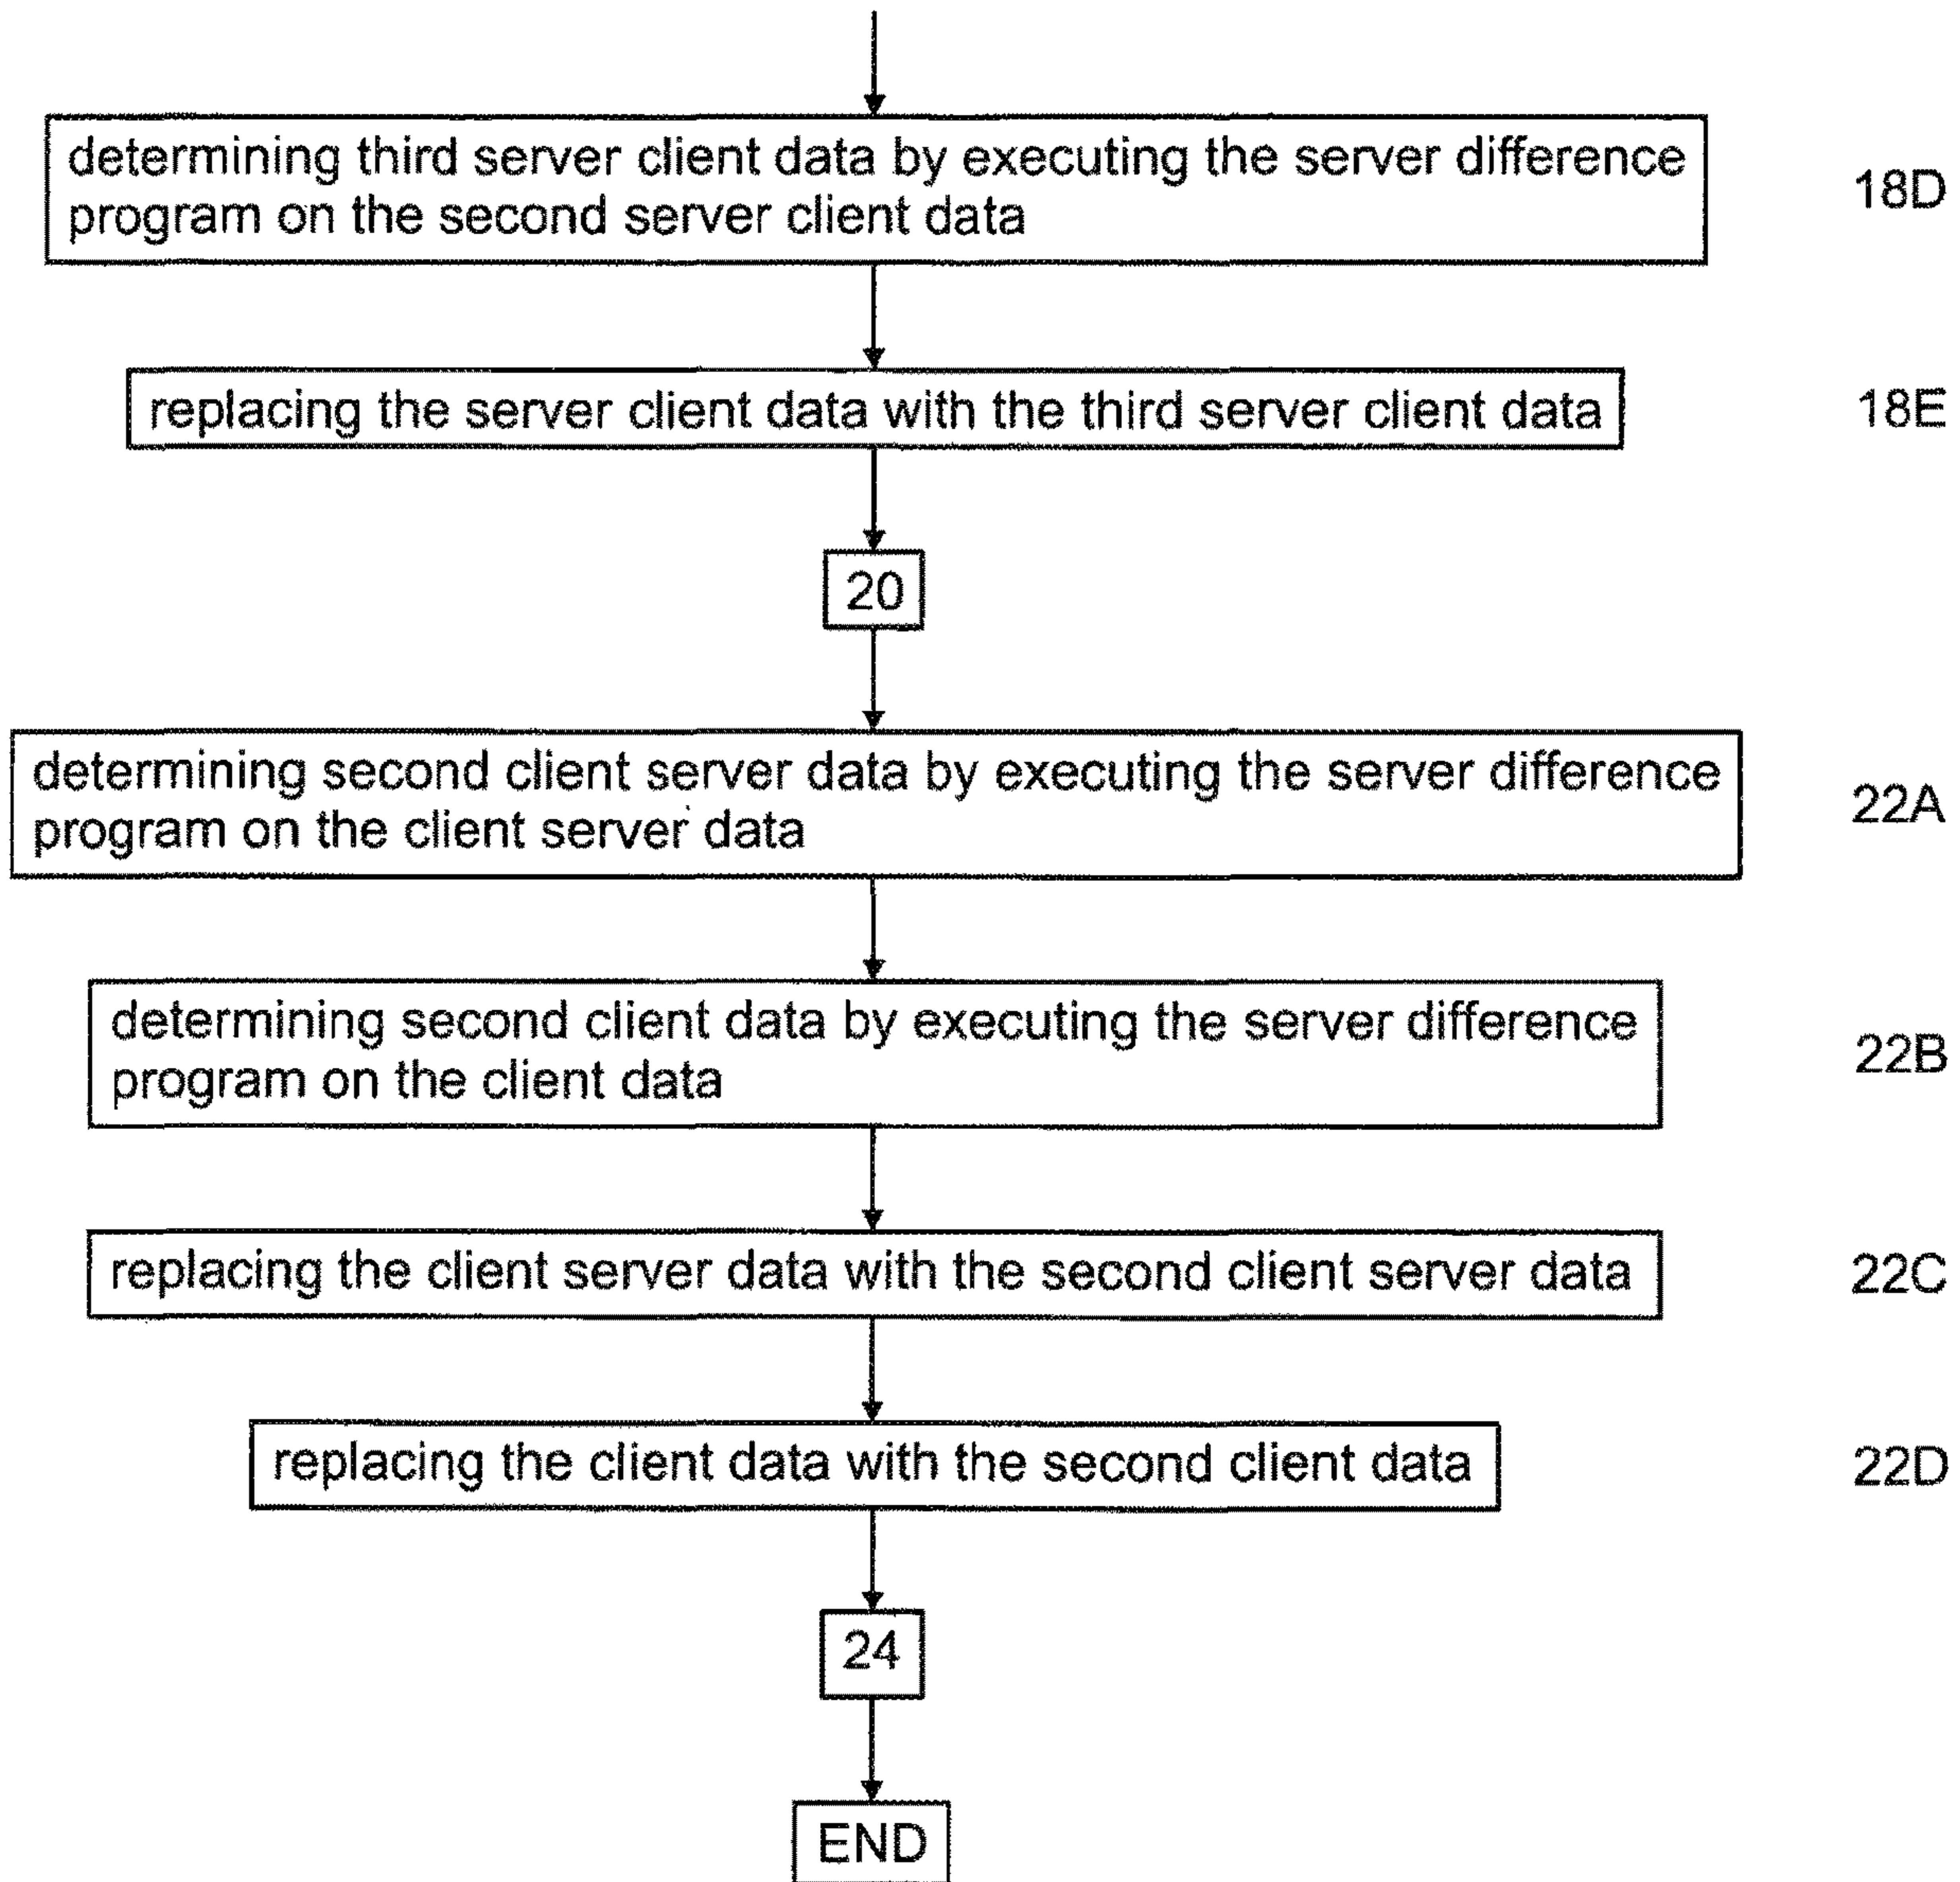 determining third server client data by executing the server difference
program on the second server client data
18D
replacing the server client data with the third server client data
18E
20
determining second client server data by executing the server difference
program on the client server data
22A
determining second client data by executing the server difference
program on the client data
22B
replacing the client server data with the second client server data
22C
replacing the client data with the second client data
22D
24
END